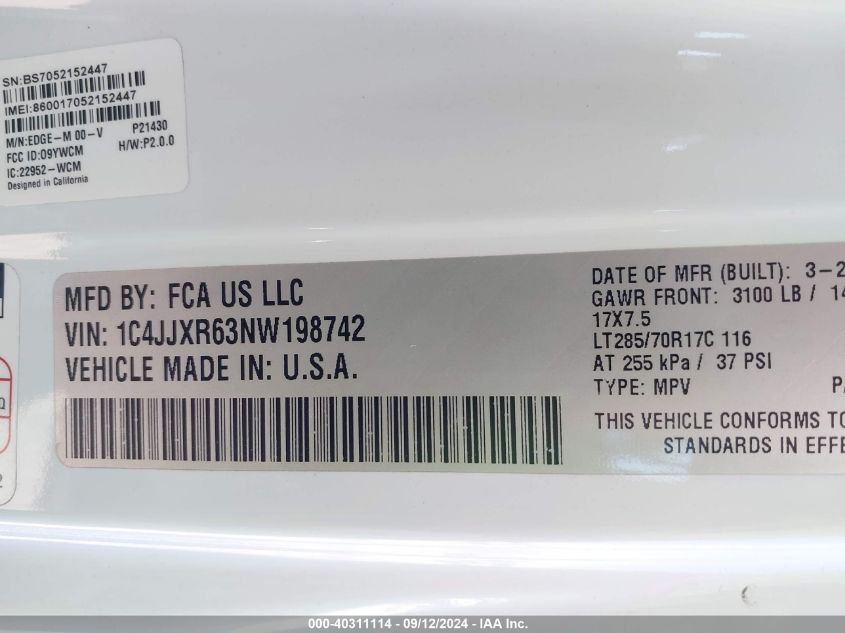 SN:BS7052152447
IMEI:860017052152447
M/N:EDGE-M 00-V P21430
FCC ID:O9YWCM H/W:P2.0.0
IC:22952-WCM
Designed in California
MFD BY: FCA US LLC
VIN: 1C4JJXR63NW198742
VEHICLE MADE IN: U.S.A.
DATE OF MFR (BUILT): 3-2
GAWR FRONT: 3100 LB / 14
17X7.5
LT285/70R17C 116
AT 255 kPa / 37 PSI
TYPE: MPV PA
THIS VEHICLE CONFORMS TO
STANDARDS IN EFFE
000-40311114 - 09/12/2024 - IAA Inc.